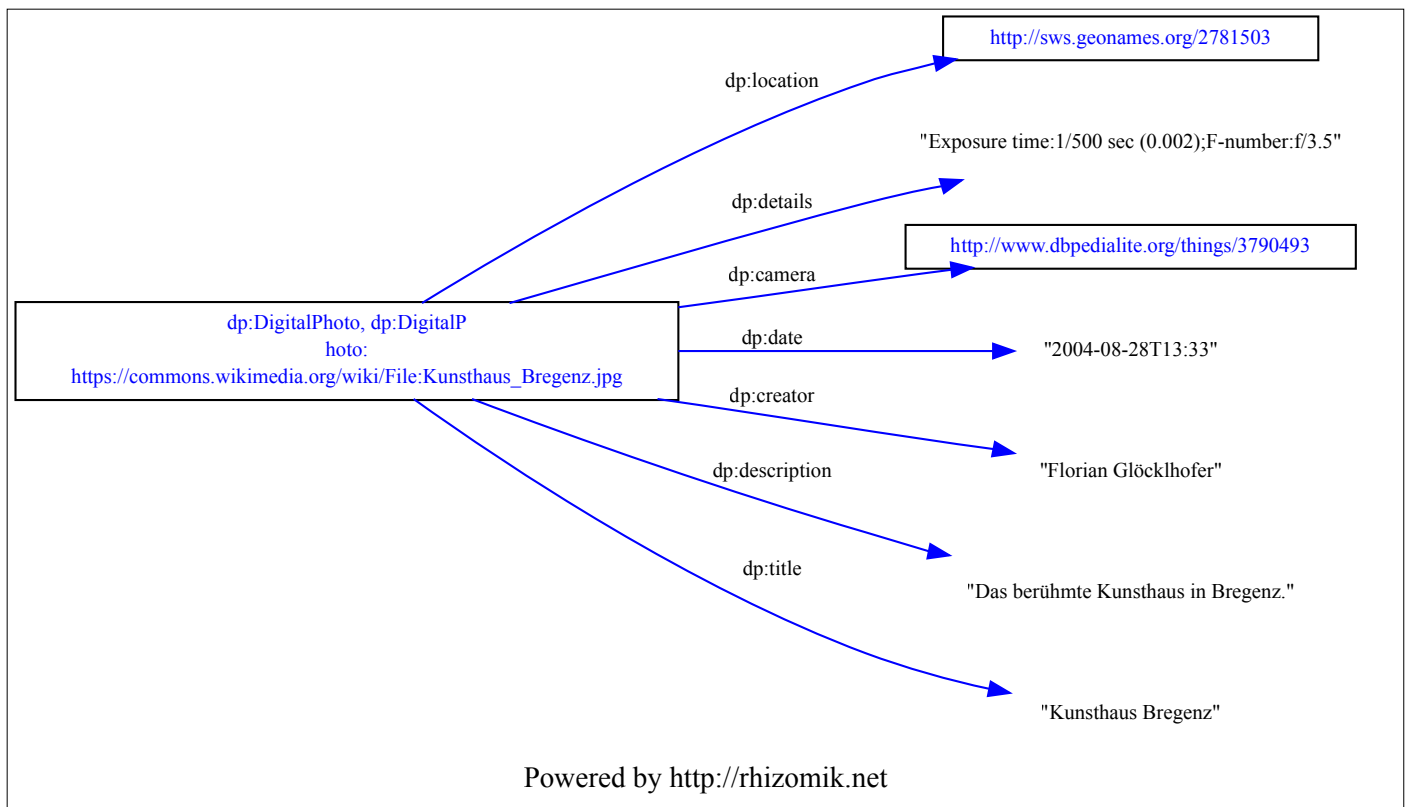 http://sws.geonames.org/2781503
dp:location
"Exposure time:1/500 sec (0.002);F-number:f/3.5"
dp:details
http://www.dbpedialite.org/things/3790493
dp:camera
dp:DigitalPhoto, dp:DigitalP
hoto:
https://commons.wikimedia.org/wiki/File:Kunsthaus_Bregenz.jpg
dp:date
"2004-08-28T13:33"
dp:creator
"Florian Glöcklhofer"
dp:description
"Das berühmte Kunsthaus in Bregenz."
dp:title
"Kunsthaus Bregenz"
Powered by http://rhizomik.net